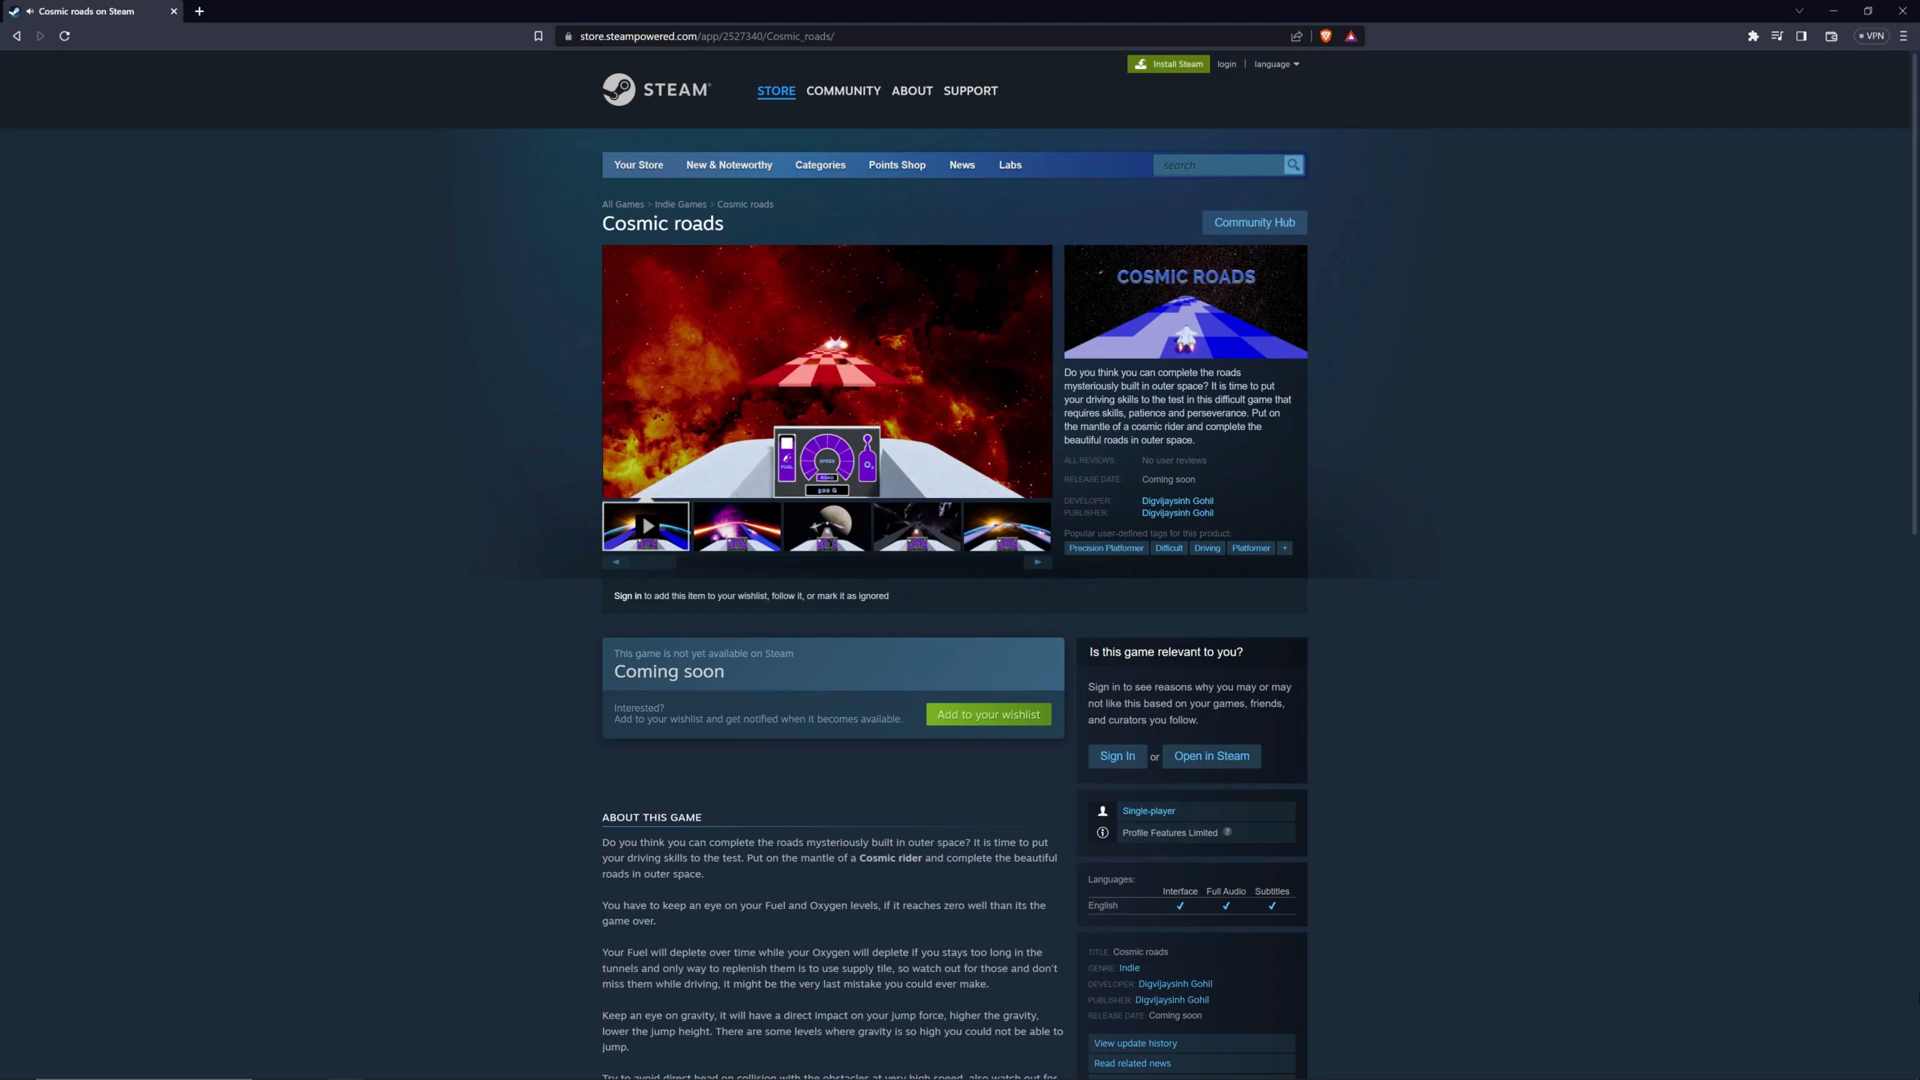 Cosmic roads on Steam
store.steampowered.com/app/2527340/Cosmic_roads/
VPN
Install Steam
login | language
STEAM
STORE COMMUNITY ABOUT SUPPORT
Your Store New & Noteworthy Categories Points Shop News Labs
search
All Games > Indie Games > Cosmic roads
Cosmic roads
Community Hub
COSMIC ROADS
FUEL
SPEED
ROAD
O2
500 G
Do you think you can complete the roads
mysteriously built in outer space? It is time to put
your driving skills to the test in this difficult game that
requires skills, patience and perseverance. Put on
the mantle of a cosmic rider and complete the
beautiful roads in outer space.
ALL REVIEWS: No user reviews
RELEASE DATE: Coming soon
DEVELOPER: Digvijaysinh Gohil
PUBLISHER: Digvijaysinh Gohil
Popular user-defined tags for this product:
Precision Platformer Difficult Driving Platformer +
Sign in to add this item to your wishlist, follow it, or mark it as ignored
This game is not yet available on Steam
Coming soon
Interested?
Add to your wishlist and get notified when it becomes available.
Add to your wishlist
Is this game relevant to you?
Sign in to see reasons why you may or may
not like this based on your games, friends,
and curators you follow.
Sign In or Open in Steam
Single-player
Profile Features Limited ?
Languages:
Interface Full Audio Subtitles
English ✔ ✔ ✔
TITLE: Cosmic roads
GENRE: Indie
DEVELOPER: Digvijaysinh Gohil
PUBLISHER: Digvijaysinh Gohil
RELEASE DATE: Coming soon
View update history
Read related news
ABOUT THIS GAME
Do you think you can complete the roads mysteriously built in outer space? It is time to put
your driving skills to the test. Put on the mantle of a Cosmic rider and complete the beautiful
roads in outer space.
You have to keep an eye on your Fuel and Oxygen levels, if it reaches zero well than its the
game over.
Your Fuel will deplete over time while your Oxygen will deplete if you stays too long in the
tunnels and only way to replenish them is to use supply tile, so watch out for those and don't
miss them while driving, it might be the very last mistake you could ever make.
Keep an eye on gravity, it will have a direct impact on your jump force, higher the gravity,
lower the jump height. There are some levels where gravity is so high you could not be able to
jump.
Try to avoid direct head on collision with the obstacles at very high speed, also watch out for